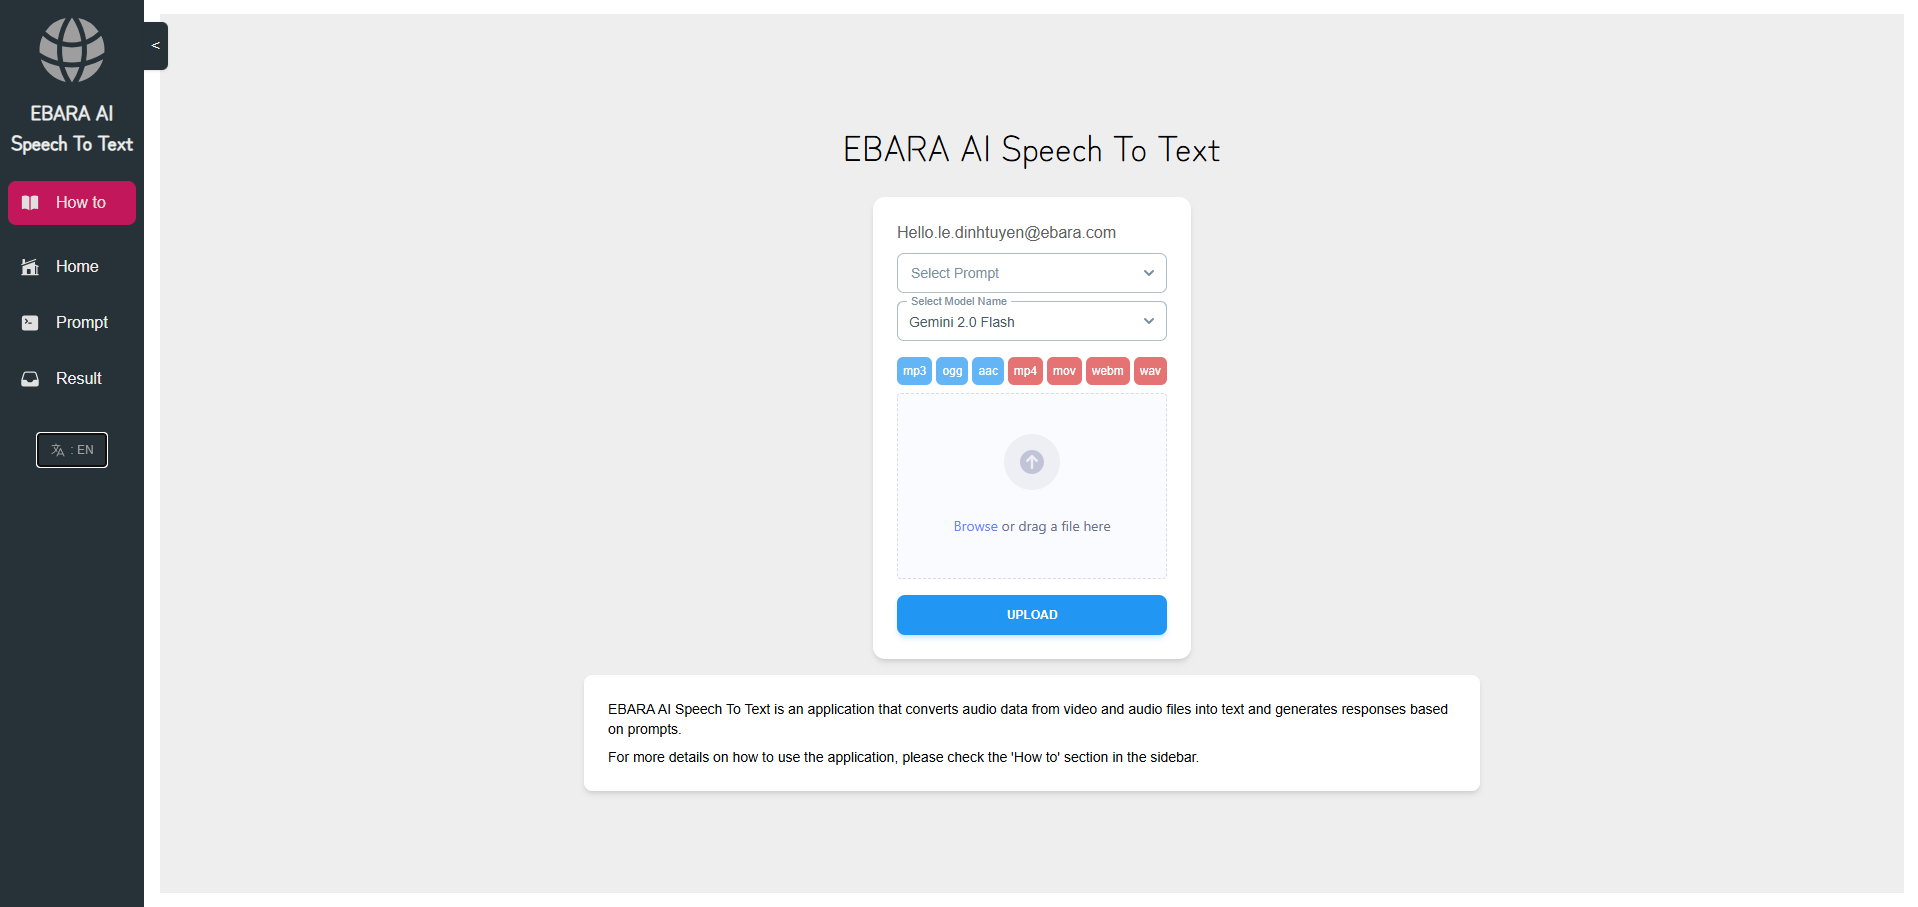 EBARA AI
Speech To Text
<
How to
Home
Prompt
Result
: EN
EBARA AI Speech To Text
Hello.le.dinhtuyen@ebara.com
Select Prompt
Select Model Name
Gemini 2.0 Flash
mp3 ogg aac mp4 mov webm wav
Browse or drag a file here
UPLOAD
EBARA AI Speech To Text is an application that converts audio data from video and audio files into text and generates responses based
on prompts.
For more details on how to use the application, please check the 'How to' section in the sidebar.